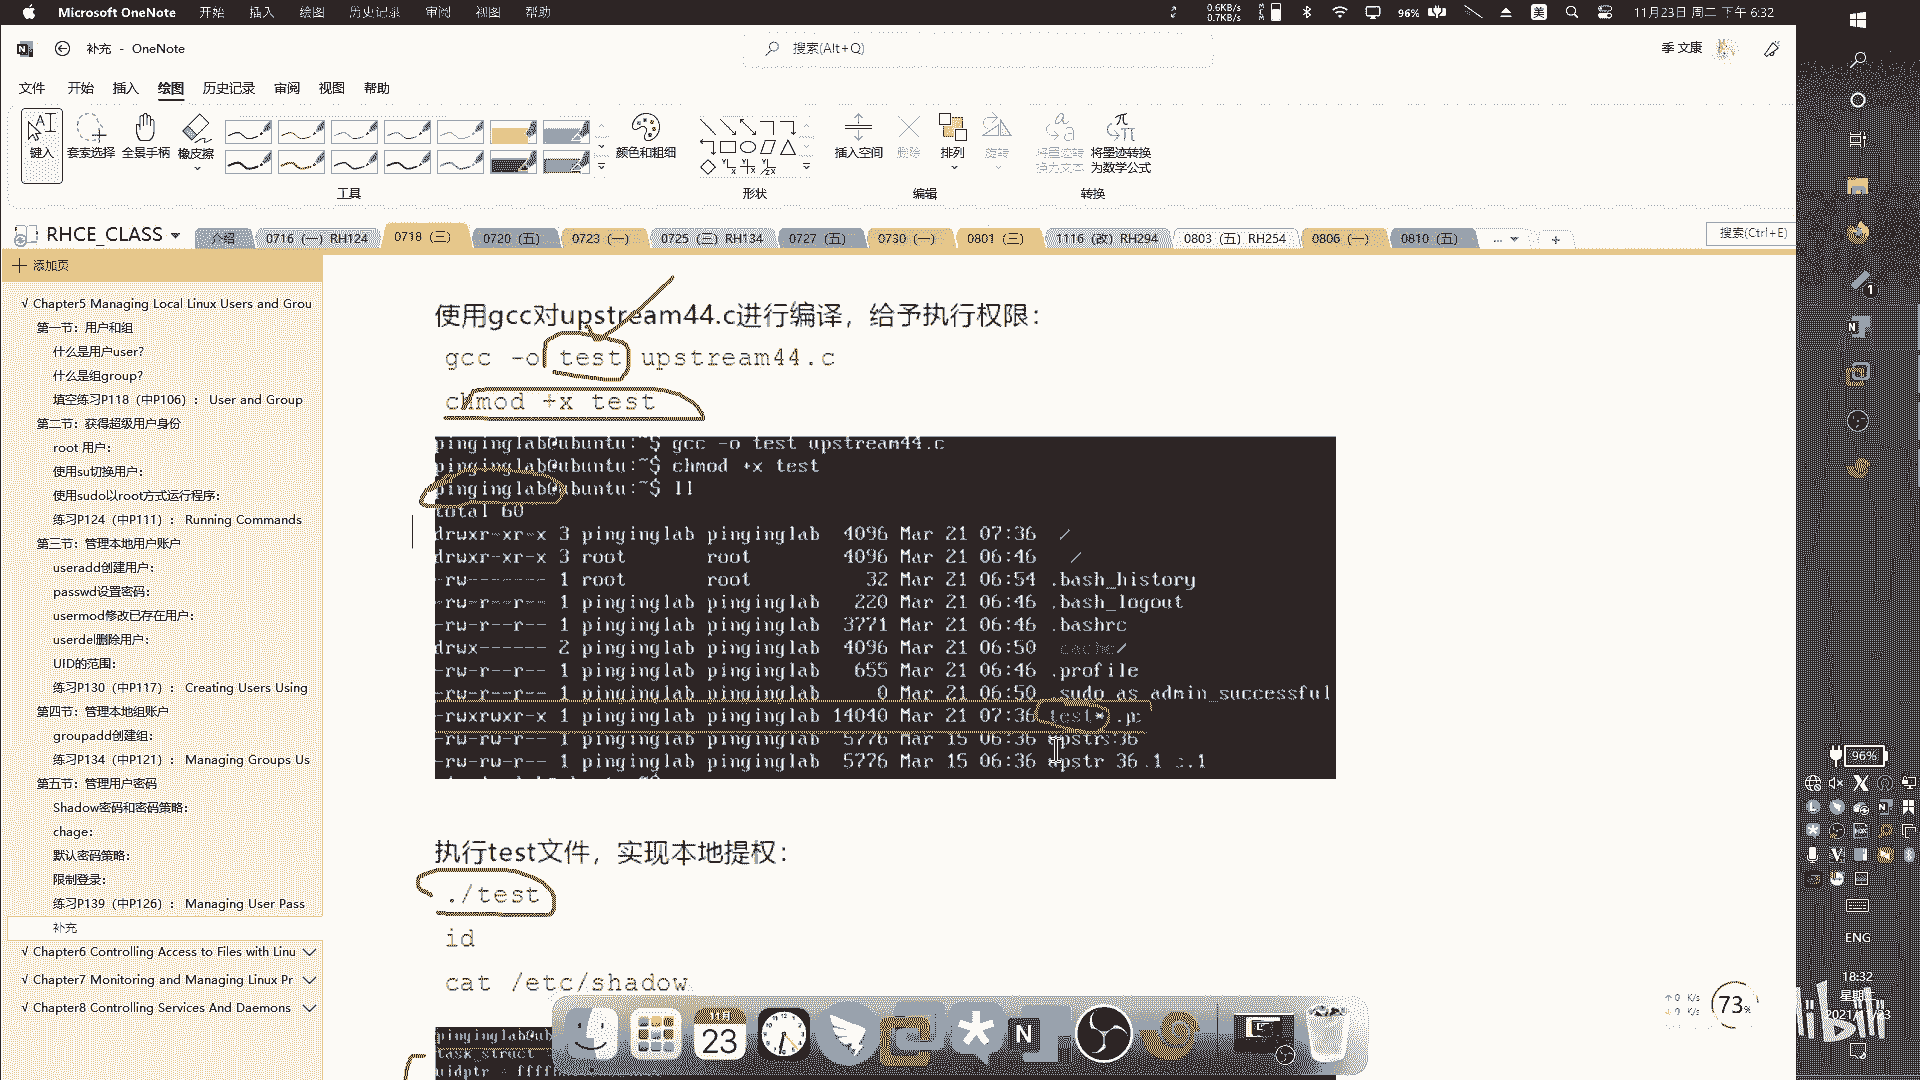 Microsoft OneNote 开始 插入 绘图 历史记录 审阅 视图 帮助
0.6KB/s
0.7KB/s
96%
美
11月23日 周二 下午 6:32
补充 - OneNote
搜索(Alt+Q)
季 文康
文件 开始 插入 绘图 历史记录 审阅 视图 帮助
键入 套索选择 全景手柄 橡皮擦
颜色和粗细
插入空间 删除 排列 旋转
将墨迹转换为文本
将墨迹转换为数学公式
工具 形状 编辑 转换
RHCE_CLASS
介绍 0716 (一) RH124 0718 (三) 0720 (五) 0723 (一) 0725 (三) RH134 0727 (五) 0730 (一) 0801 (三) 1116 (改) RH294 0803 (五) RH254 0806 (一) 0810 (五) ... +
搜索(Ctrl+E)
添加页
√ Chapter5 Managing Local Linux Users and Grou
第一节：用户和组
什么是用户user?
什么是组group?
填空练习P118（中P106）： User and Group
第二节：获得超级用户身份
root 用户：
使用su切换用户：
使用sudo以root方式运行程序：
练习P124（中P111）： Running Commands
第三节：管理本地用户账户
useradd创建用户：
passwd设置密码：
usermod修改已存在用户：
userdel删除用户：
UID的范围：
练习P130（中P117）： Creating Users Using
第四节：管理本地组账户
groupadd创建组：
练习P134（中P121）： Managing Groups Us
第五节：管理用户密码
Shadow密码和密码策略：
chage:
默认密码策略：
限制登录：
练习P139（中P126）： Managing User Pass
补充
√ Chapter6 Controlling Access to Files with Linu
√ Chapter7 Monitoring and Managing Linux Pr
√ Chapter8 Controlling Services And Daemons
使用gcc对upstream44.c进行编译，给予执行权限：
gcc -o test upstream44.c
chmod +x test
pinginglab@ubuntu:~$ gcc -o test upstream44.c
pinginglab@ubuntu:~$ chmod +x test
pinginglab@ubuntu:~$ ll
total 60
drwxr-xr-x 3 pinginglab pinginglab 4096 Mar 21 07:36 /
drwxr-xr-x 3 root root 4096 Mar 21 06:46 /
-rw------- 1 root root 32 Mar 21 06:54 .bash_history
-rw-r--r-- 1 pinginglab pinginglab 220 Mar 21 06:46 .bash_logout
-rw-r--r-- 1 pinginglab pinginglab 3771 Mar 21 06:46 .bashrc
drwx------ 2 pinginglab pinginglab 4096 Mar 21 06:50 .cache/
-rw-r--r-- 1 pinginglab pinginglab 655 Mar 21 06:46 .profile
-rw-r--r-- 1 pinginglab pinginglab 0 Mar 21 06:50 .sudo_as_admin_successful
-rwxrwxr-x 1 pinginglab pinginglab 14040 Mar 21 07:36 test*
-rw-rw-r-- 1 pinginglab pinginglab 5776 Mar 15 06:36
-rw-rw-r-- 1 pinginglab pinginglab 5776 Mar 15 06:36
执行test文件，实现本地提权：
./test
id
cat /etc/shadow
task_struct
uidptr
11月
23
N
73%
96%
ENG
18:32